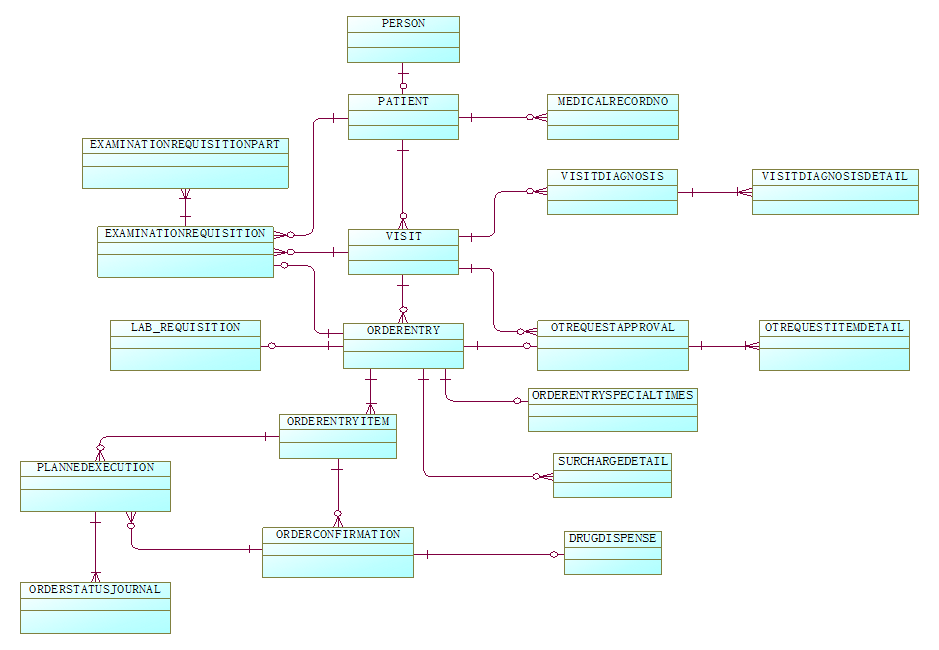 PERSON
PATIENT
MEDICALRECORDNO
EXAMINATIONREQUISITIONPART
VISITDIAGNOSIS
VISITDIAGNOSISDETAIL
EXAMINATIONREQUISITION
VISIT
LAB_REQUISITION
ORDERENTRY
OTREQUESTAPPROVAL
OTREQUESTITEMDETAIL
ORDERENTRYSPECIALTIMES
ORDERENTRYITEM
PLANNEDEXECUTION
SURCHARGEDETAIL
ORDERCONFIRMATION
DRUGDISPENSE
ORDERSTATUSJOURNAL